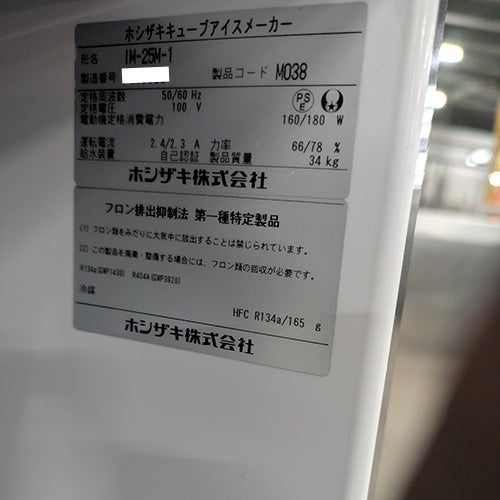 ホシザキキューブアイスメーカー
形名 IM-25M-1
製造番号 製品コード M038
定格周波数 50/60 Hz
定格電圧 100 V
電動機定格消費電力 160/180 W
PSE
運転電流 2.4/2.3 A 力率 66/78 %
給水装置 自己認証 製品質量 34 kg
ホシザキ株式会社
フロン排出抑制法 第一種特定製品
(1) フロン類をみだりに大気中に放出することは禁じられています。
(2) この製品を廃棄・整備する場合には、フロン類の回収が必要です。
R134a(GWP1430) R404A(GWP3920)
冷媒 HFC R134a/165 g
ホシザキ株式会社